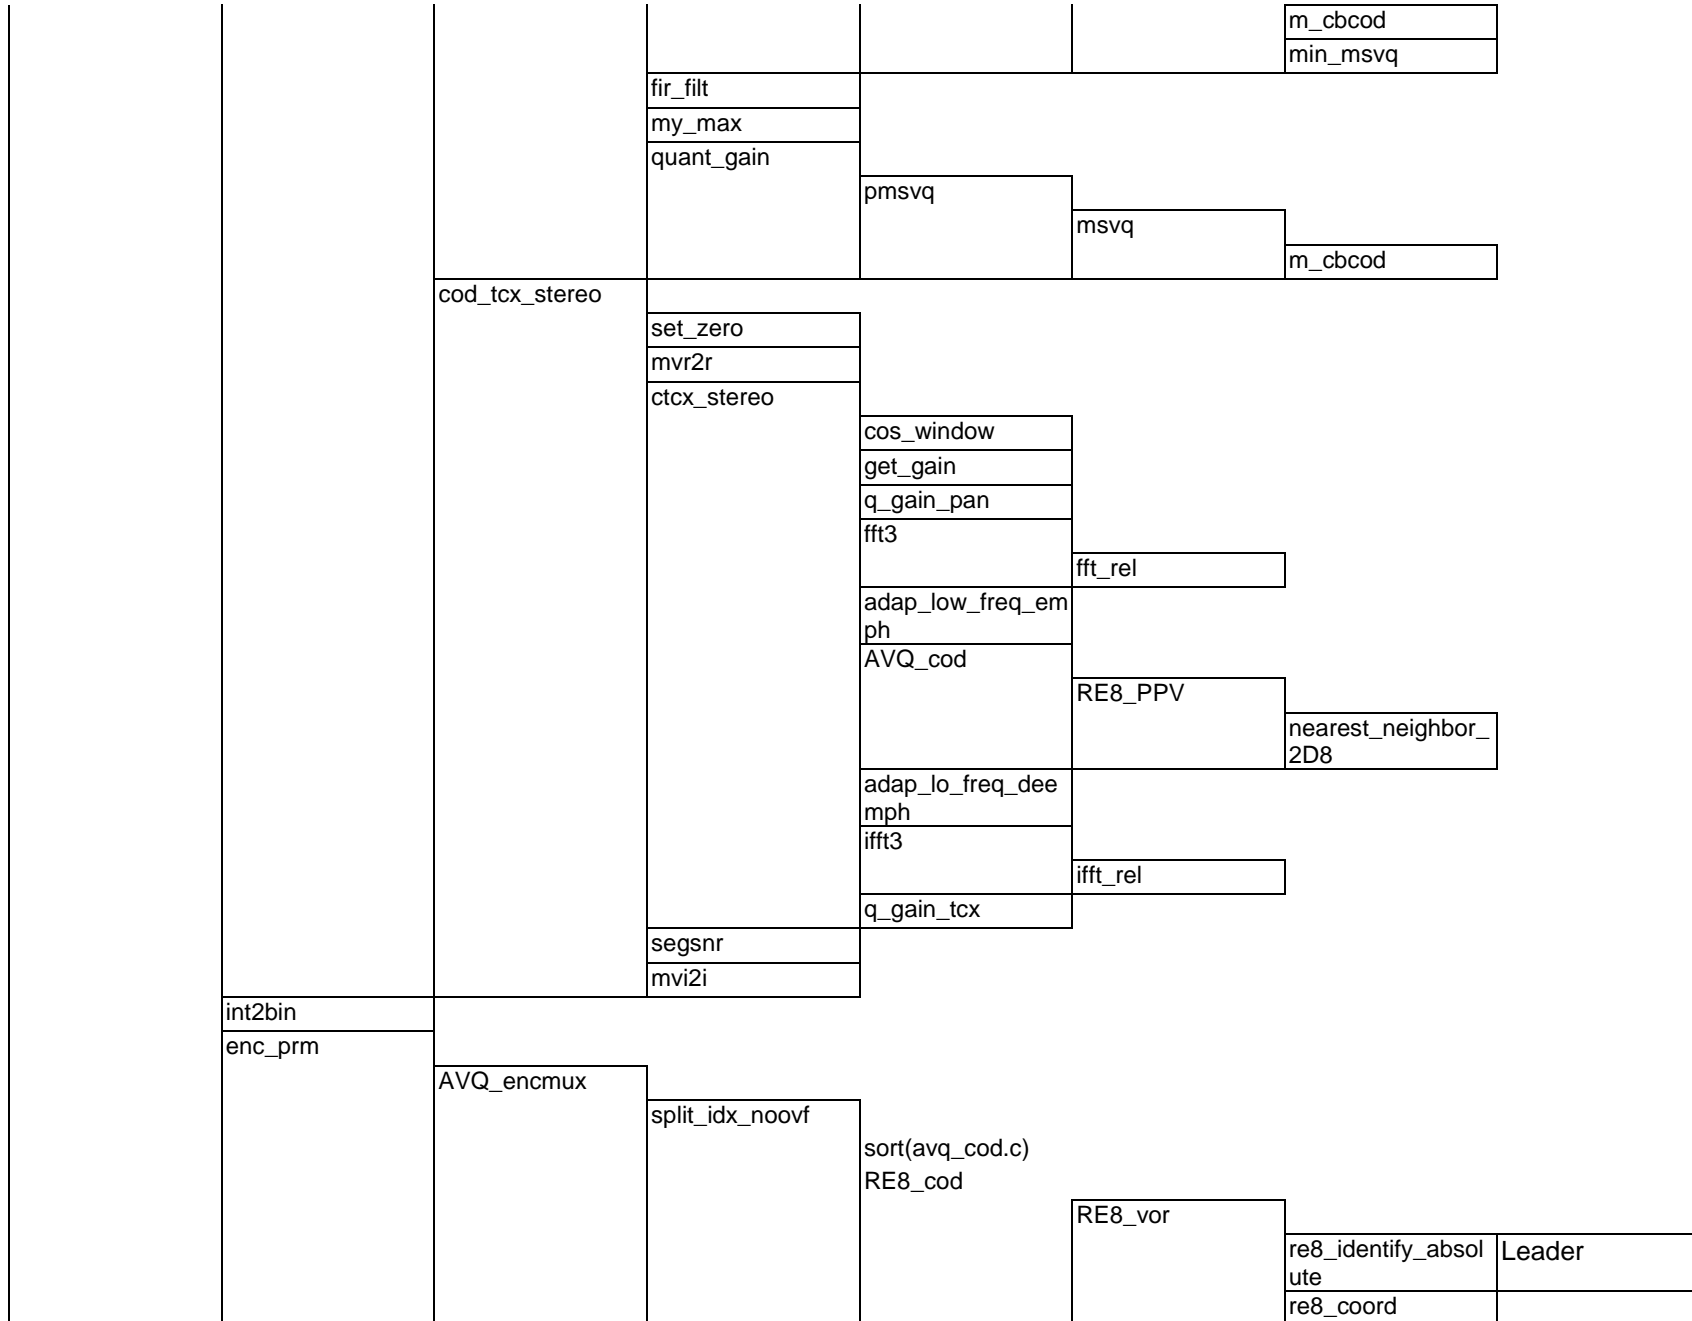 m_cbcod
min_msvq
fir_filt
my_max
quant_gain
pmsvq
msvq
m_cbcod
cod_tcx_stereo
set_zero
mvr2r
ctcx_stereo
cos_window
get_gain
q_gain_pan
fft3
fft_rel
adap_low_freq_em
ph
AVQ_cod
RE8_PPV
nearest_neighbor_
2D8
adap_lo_freq_dee
mph
ifft3
ifft_rel
q_gain_tcx
segsnr
mvi2i
int2bin
enc_prm
AVQ_encmux
split_idx_noovf
sort(avq_cod.c)
RE8_cod
RE8_vor
re8_identify_absol Leader
ute
re8_coord